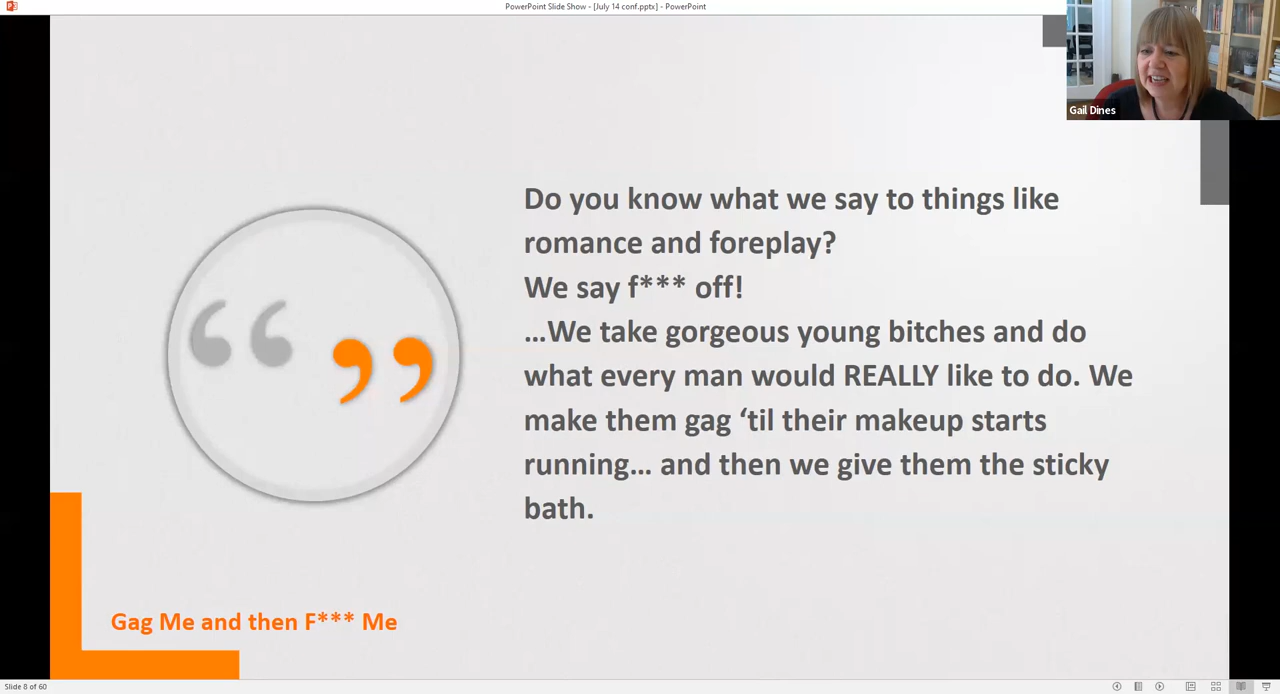 PowerPoint Slide Show - [July 14 conf.pptx] - PowerPoint
Gail Dines
Do you know what we say to things like
romance and foreplay?
We say f*** off!
…We take gorgeous young bitches and do
what every man would REALLY like to do. We
make them gag ‘til their makeup starts
running… and then we give them the sticky
bath.
Gag Me and then F*** Me
Slide 8 of 60